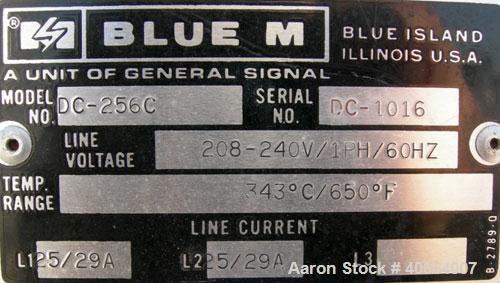 ® BLUE M
BLUE ISLAND
ILLINOIS U.S.A.
A UNIT OF GENERAL SIGNAL
MODEL NO. DC-256C
SERIAL NO. DC-1016
LINE VOLTAGE 208-240V/1PH/60HZ
TEMP. RANGE 343°C/650°F
LINE CURRENT
L1 25/29A L2 25/29A L3
B-2789-0
Aaron Stock #